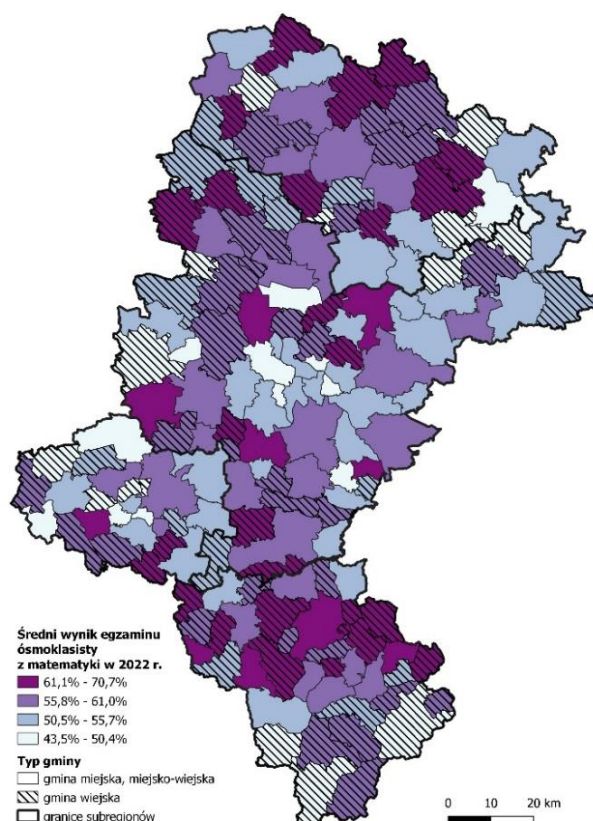 Średni wynik egzaminu
ósmoklasisty
z matematyki w 2022 r.
61,1% - 70,7%
55,8% - 61,0%
50,5% - 55,7%
43,5% - 50,4%
Typ gminy
gmina miejska, miejsko-wiejska
gmina wiejska
granice subregionów
0 10 20 km